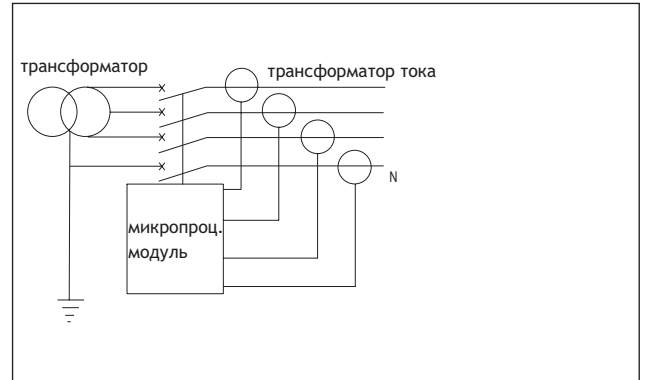 трансформатор
трансформатор тока
N
микропроц.
модуль